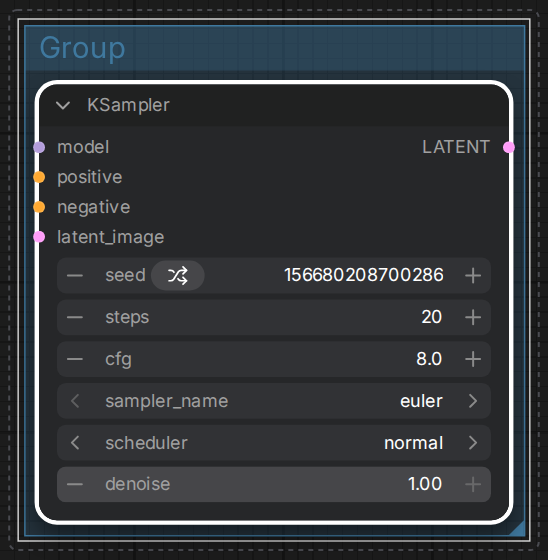 Group
KSampler
model LATENT
positive
negative
latent_image
seed 156680208700286
steps 20
cfg 8.0
sampler_name euler
scheduler normal
denoise 1.00